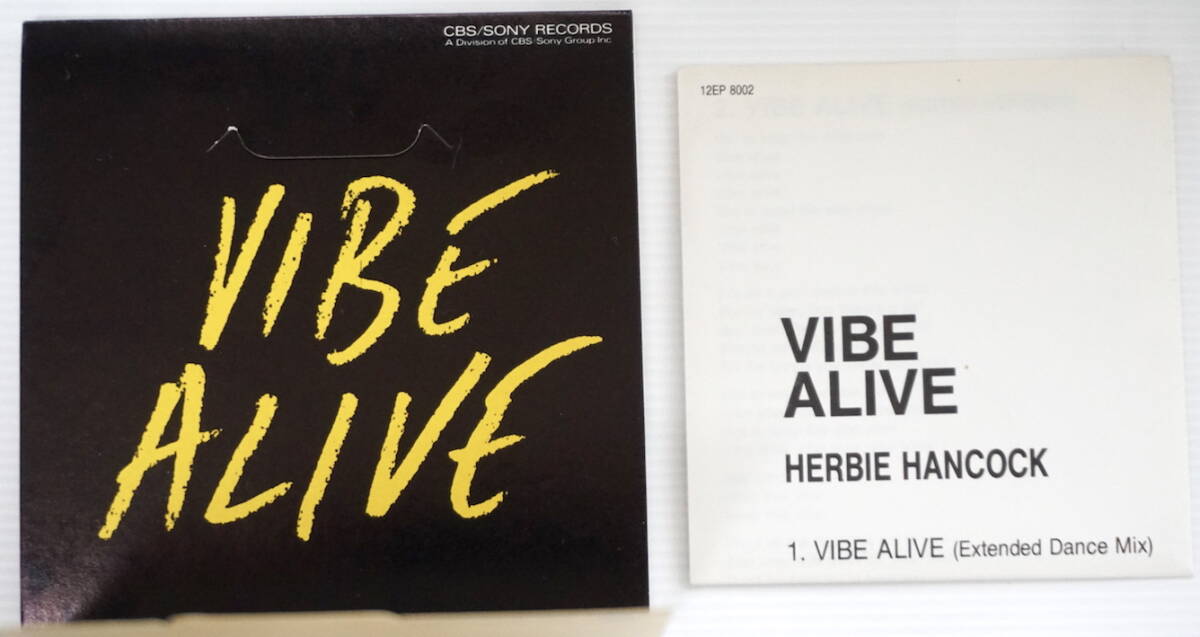 CBS/SONY RECORDS
A Division of CBS/Sony Group Inc
VIBE
ALIVE
12EP 8002
VIBE
ALIVE
HERBIE HANCOCK
1. VIBE ALIVE (Extended Dance Mix)